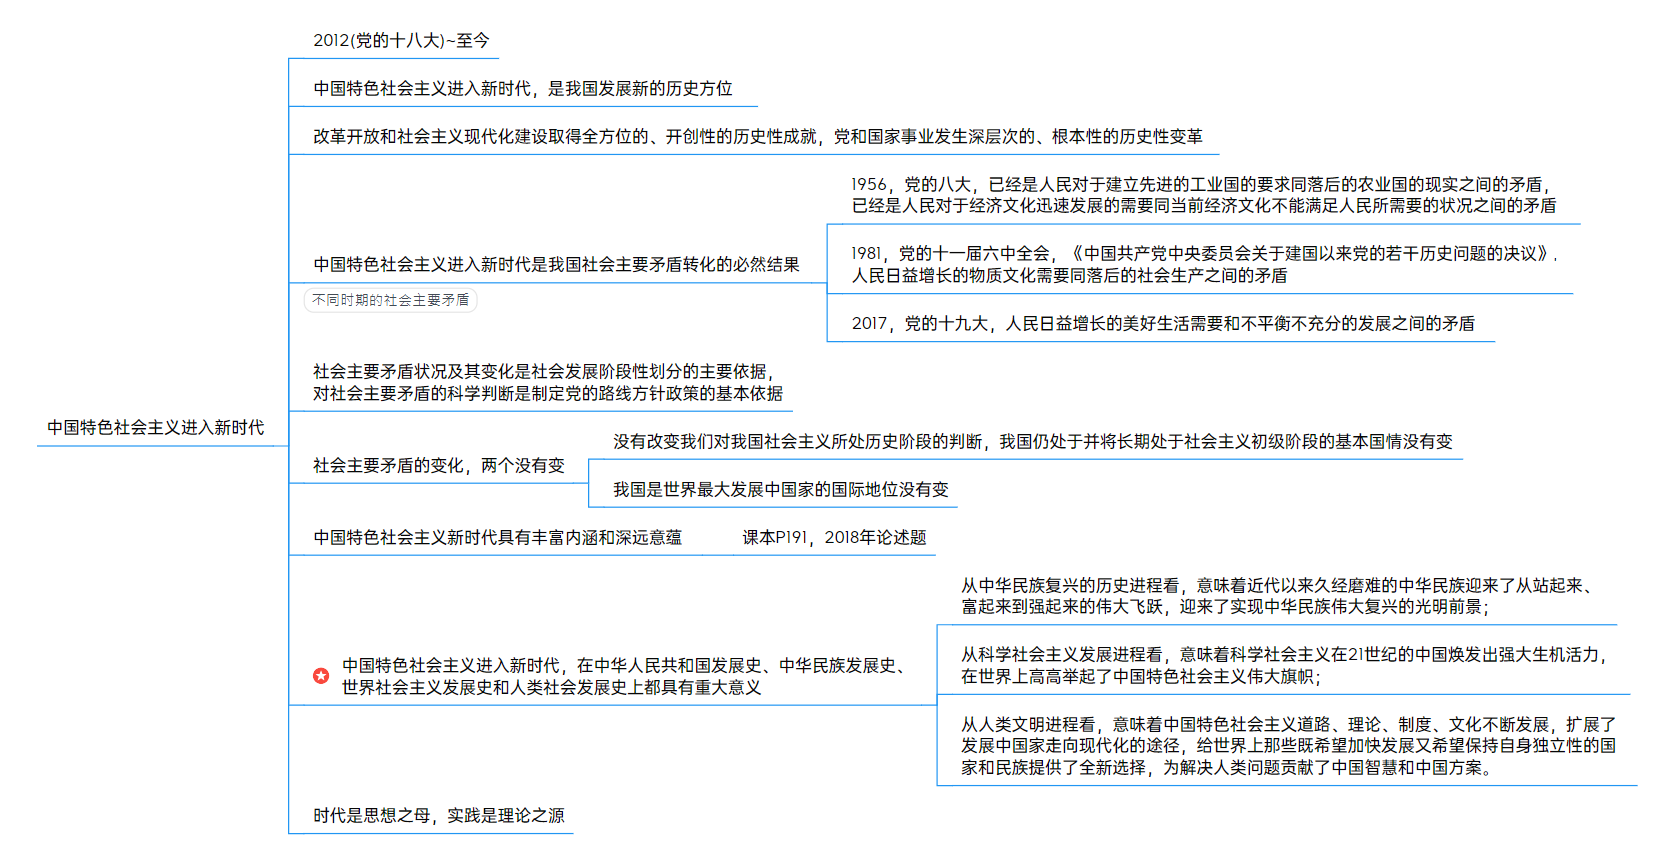 2012(党的十八大)~至今
中国特色社会主义进入新时代，是我国发展新的历史方位
改革开放和社会主义现代化建设取得全方位的、开创性的历史性成就，党和国家事业发生深层次的、根本性的历史性变革
中国特色社会主义进入新时代是我国社会主要矛盾转化的必然结果
不同时期的社会主要矛盾
1956，党的八大，已经是人民对于建立先进的工业国的要求同落后的农业国的现实之间的矛盾，
已经是人民对于经济文化迅速发展的需要同当前经济文化不能满足人民所需要的状况之间的矛盾
1981，党的十一届六中全会，《中国共产党中央委员会关于建国以来党的若干历史问题的决议》.
人民日益增长的物质文化需要同落后的社会生产之间的矛盾
2017，党的十九大，人民日益增长的美好生活需要和不平衡不充分的发展之间的矛盾
社会主要矛盾状况及其变化是社会发展阶段性划分的主要依据，
对社会主要矛盾的科学判断是制定党的路线方针政策的基本依据
中国特色社会主义进入新时代
社会主要矛盾的变化，两个没有变
没有改变我们对我国社会主义所处历史阶段的判断，我国仍处于并将长期处于社会主义初级阶段的基本国情没有变
我国是世界最大发展中国家的国际地位没有变
中国特色社会主义新时代具有丰富内涵和深远意蕴
课本P191，2018年论述题
中国特色社会主义进入新时代，在中华人民共和国发展史、中华民族发展史、
世界社会主义发展史和人类社会发展史上都具有重大意义
从中华民族复兴的历史进程看，意味着近代以来久经磨难的中华民族迎来了从站起来、
富起来到强起来的伟大飞跃，迎来了实现中华民族伟大复兴的光明前景；
从科学社会主义发展进程看，意味着科学社会主义在21世纪的中国焕发出强大生机活力，
在世界上高高举起了中国特色社会主义伟大旗帜；
从人类文明进程看，意味着中国特色社会主义道路、理论、制度、文化不断发展，扩展了
发展中国家走向现代化的途径，给世界上那些既希望加快发展又希望保持自身独立性的国
家和民族提供了全新选择，为解决人类问题贡献了中国智慧和中国方案。
时代是思想之母，实践是理论之源